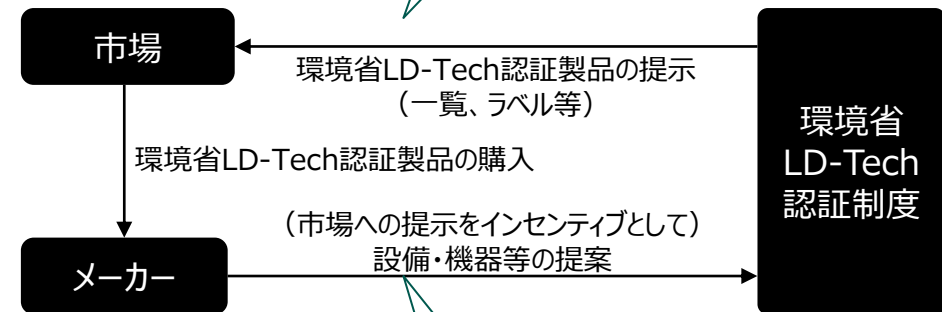 市場
環境省LD-Tech認証製品の提示
（一覧、ラベル等）
環境省LD-Tech認証製品の購入
（市場への提示をインセンティブとして）
設備・機器等の提案
メーカー
環境省
LD-Tech
認証制度